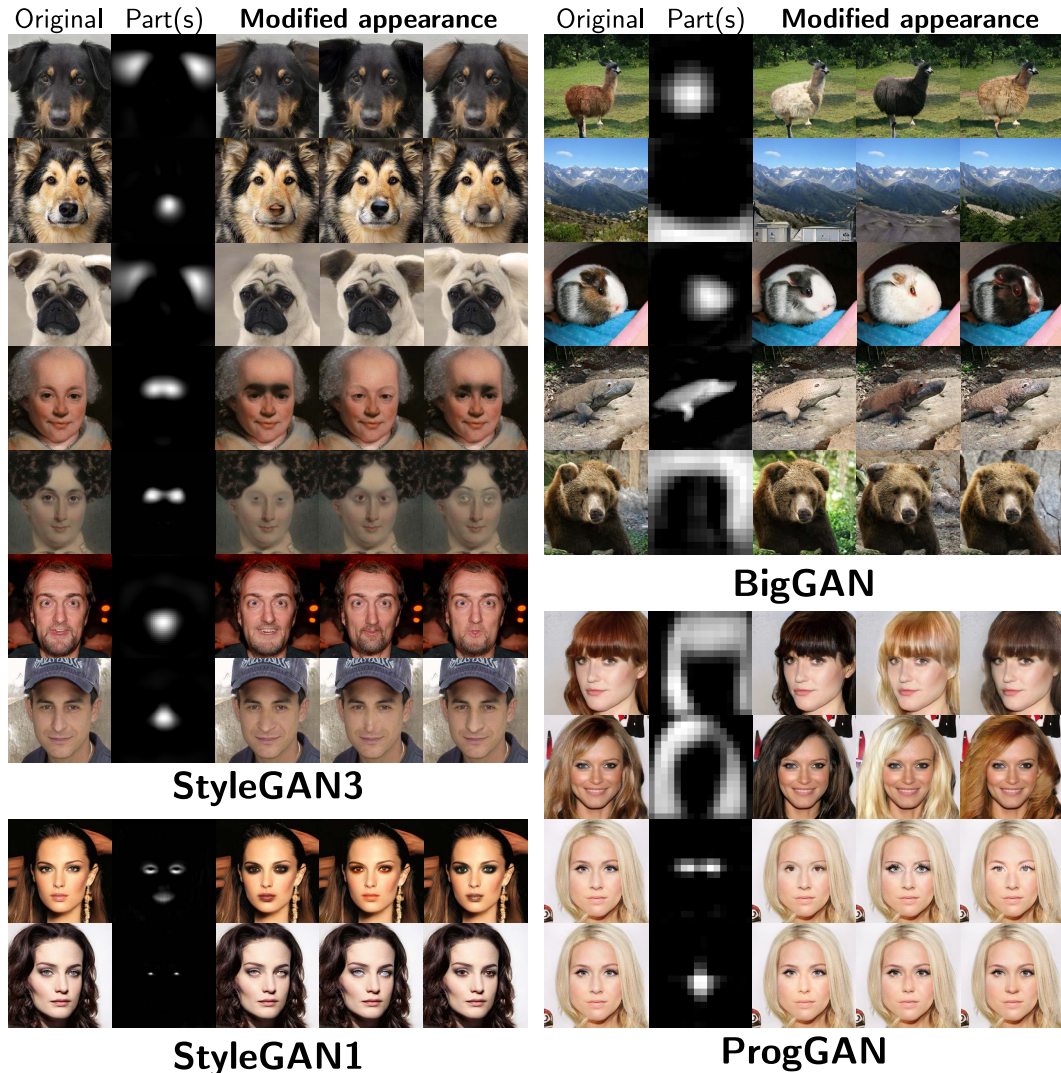 Original Part(s) Modified appearance
StyleGAN3
StyleGAN1
Original Part(s) Modified appearance
BigGAN
ProgGAN